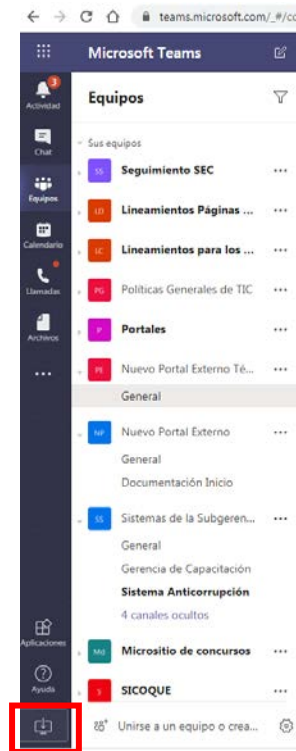 teams.microsoft.com/_#/co
Microsoft Teams
3
Actividad
Chat
Equipos
Calendario
Llamadas
Archivos
Aplicaciones
Ayuda
Equipos
Sus equipos
SS Seguimiento SEC ...
LD Lineamientos Páginas ... ...
LC Lineamientos para los ... ...
PG Políticas Generales de TIC ...
P Portales ...
PE Nuevo Portal Externo Té... ...
General
NP Nuevo Portal Externo ...
General
Documentación Inicio
SS Sistemas de la Subgeren... ...
General
Gerencia de Capacitación
Sistema Anticorrupción
4 canales ocultos
Md Micrositio de concursos ...
S SICOQUE ...
Unirse a un equipo o crea...